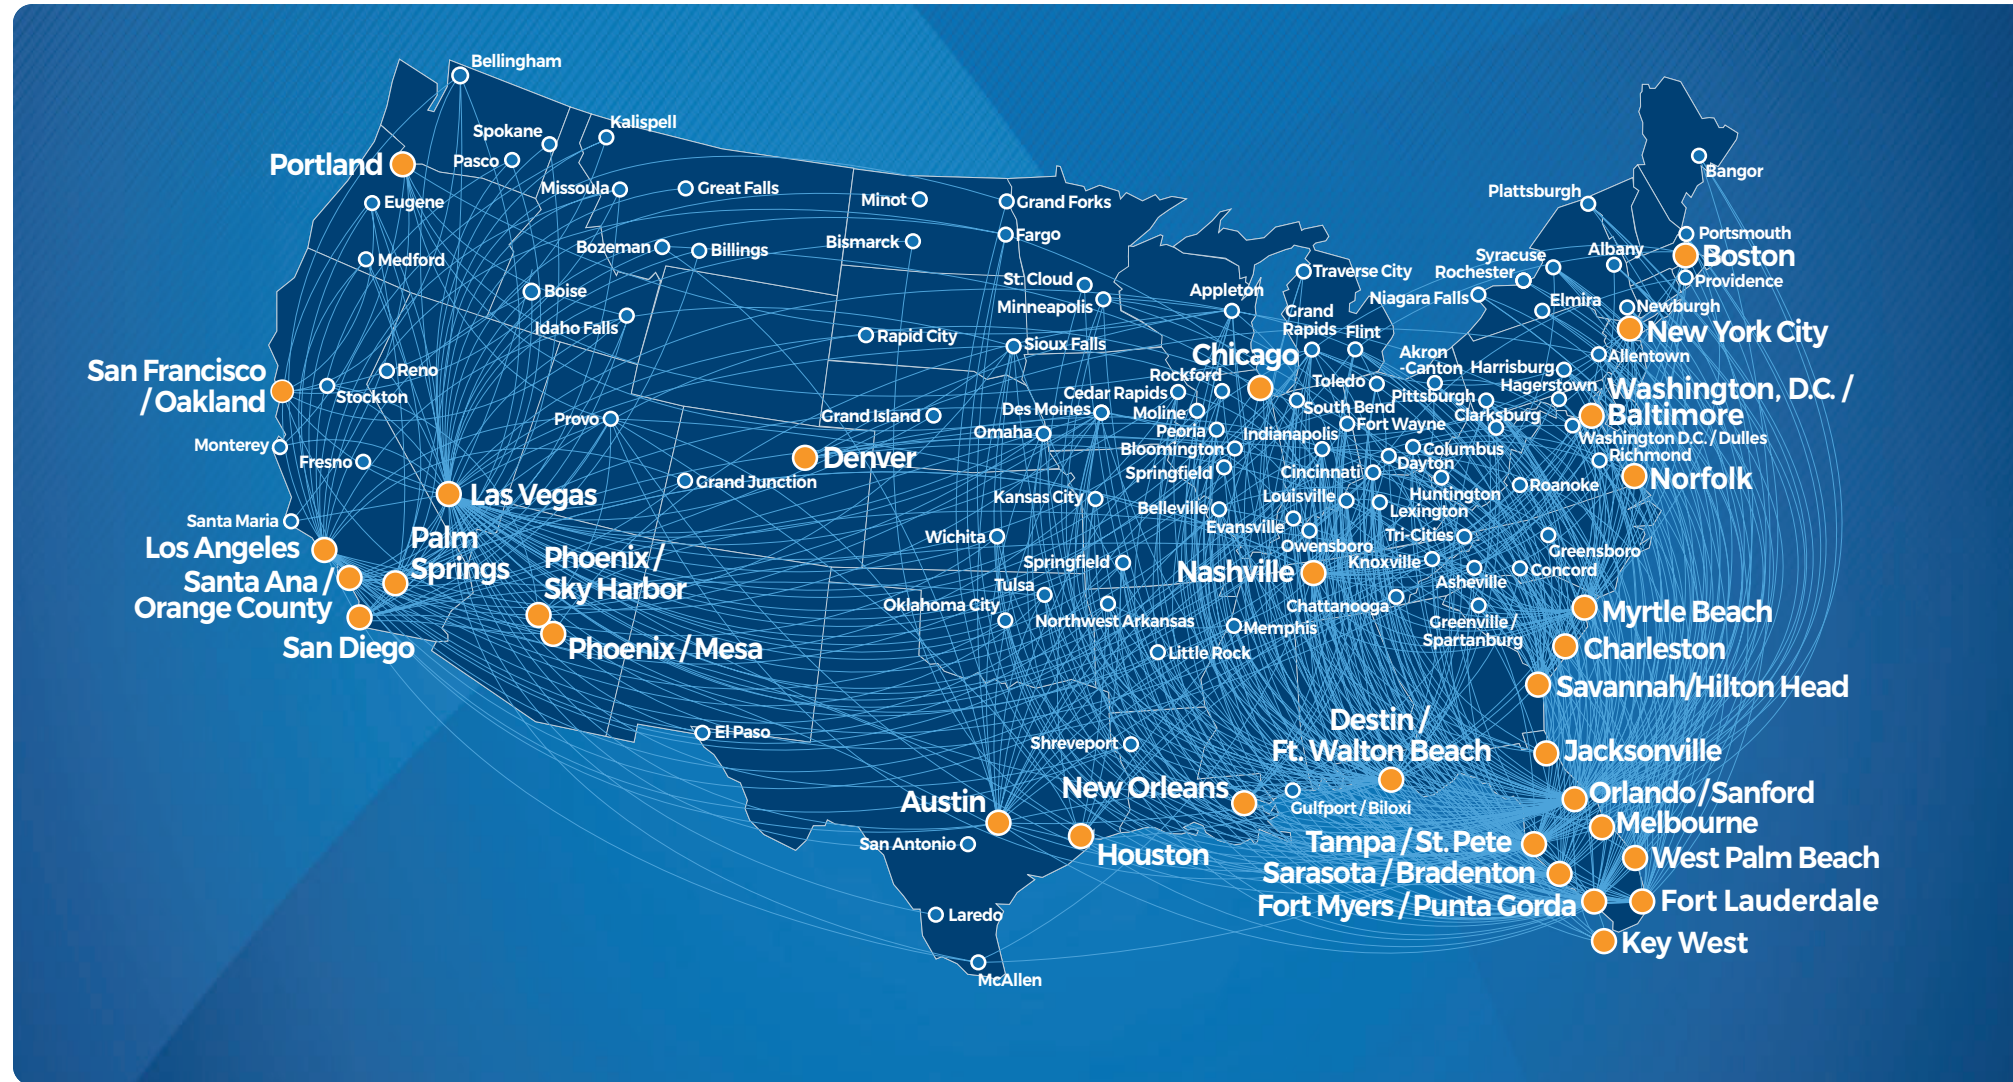 Bellingham
Spokane
Kalispell
Portland
Pasco
Missoula
Great Falls
Eugene
Minot
Grand Forks
Bismarck
Fargo
Bozeman
Billings
Medford
Boise
Idaho Falls
St. Cloud
Minneapolis
Rapid City
Sioux Falls
San Francisco
/ Oakland
Reno
Stockton
Provo
Grand Island
Monterey
Fresno
Denver
Grand Junction
Las Vegas
Santa Maria
Los Angeles
Palm
Springs
Santa Ana /
Orange County
San Diego
Phoenix /
Sky Harbor
Phoenix / Mesa
El Paso
Appleton
Traverse City
Grand
Rapids
Flint
Chicago
Rockford
Cedar Rapids
Des Moines
Moline
Omaha
Peoria
Bloomington
Springfield
Kansas City
Belleville
Wichita
Springfield
Tulsa
Oklahoma City
Northwest Arkansas
Little Rock
Memphis
Toledo
South Bend
Fort Wayne
Indianapolis
Cincinnati
Dayton
Columbus
Louisville
Huntington
Lexington
Evansville
Owensboro
Nashville
Knoxville
Tri-Cities
Chattanooga
Asheville
Greenville /
Spartanburg
Concord
Greensboro
Roanoke
Akron
-Canton
Pittsburgh
Clarksburg
Harrisburg
Hagerstown
Bangor
Plattsburgh
Portsmouth
Boston
Providence
Albany
Syracuse
Rochester
Niagara Falls
Elmira
Newburgh
New York City
Allentown
Washington, D.C. /
Baltimore
Washington D.C. / Dulles
Richmond
Norfolk
Myrtle Beach
Charleston
Savannah/Hilton Head
Destin /
Ft. Walton Beach
Jacksonville
Shreveport
New Orleans
Gulfport / Biloxi
Austin
San Antonio
Houston
Laredo
McAllen
Orlando / Sanford
Melbourne
Tampa / St. Pete
West Palm Beach
Sarasota / Bradenton
Fort Myers / Punta Gorda
Fort Lauderdale
Key West